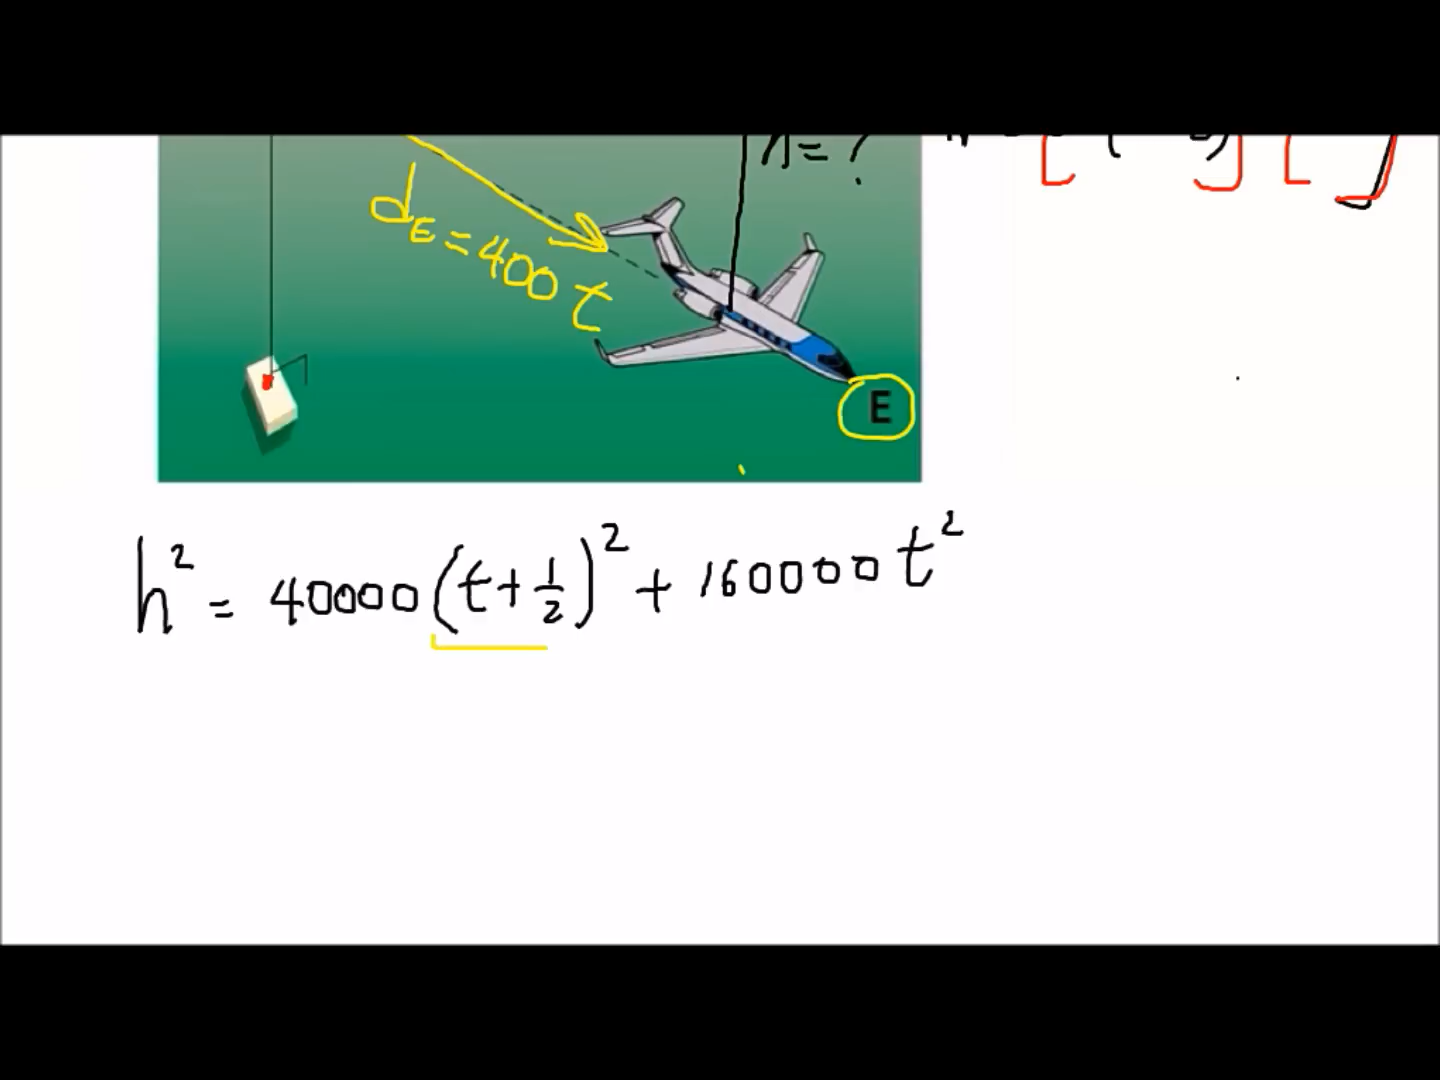 h = ?
d_E = 400 t
E
h² = 40000 (t + 1/2)² + 160000 t²